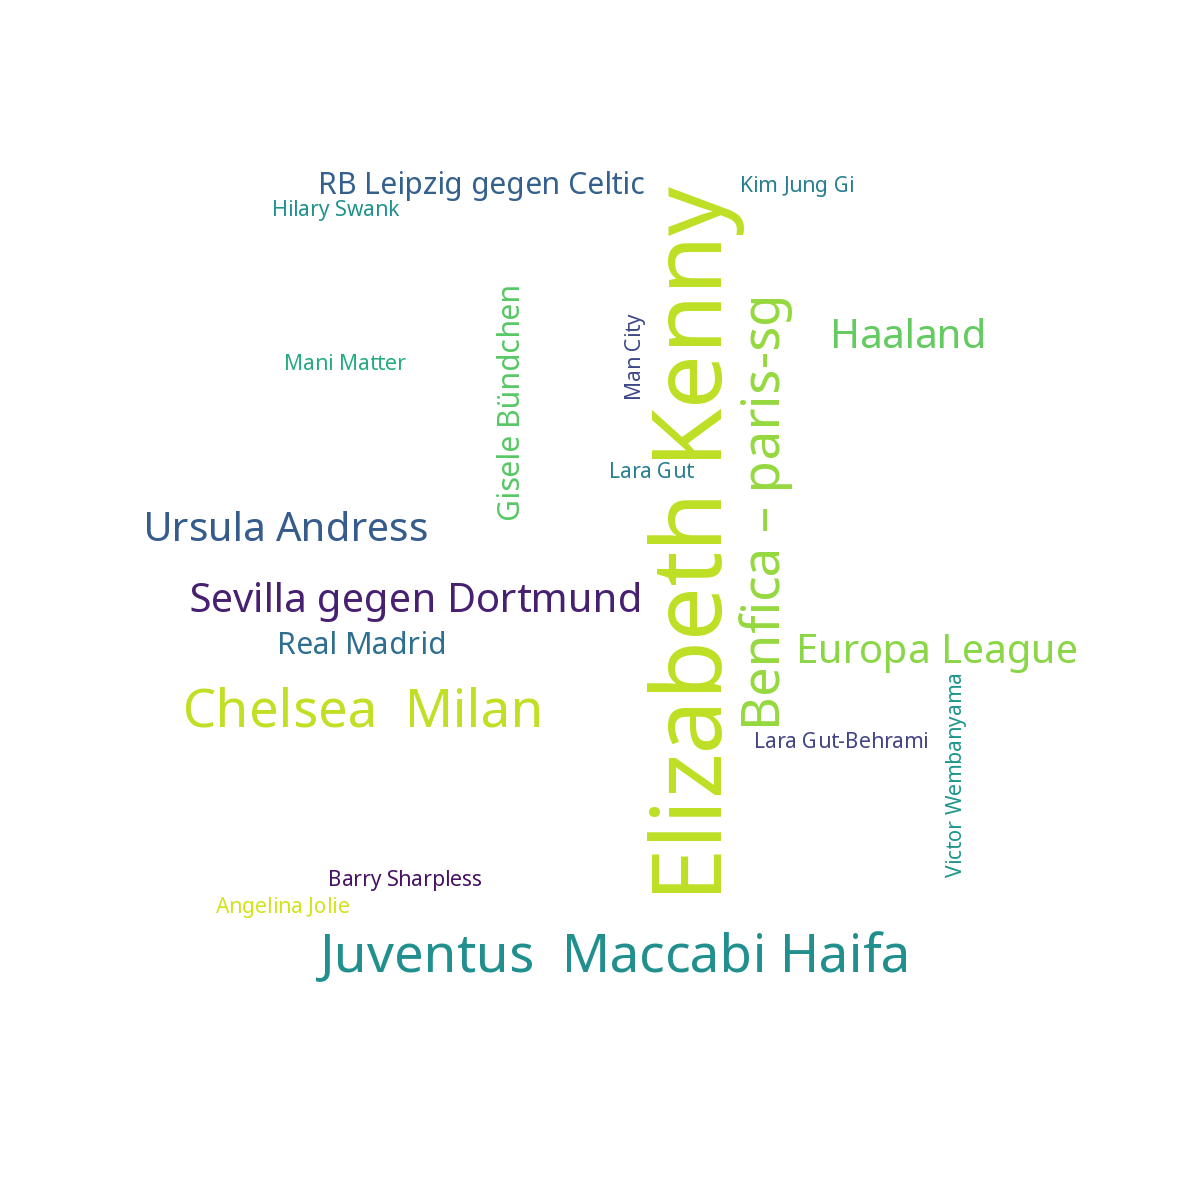 RB Leipzig gegen Celtic
Kim Jung Gi
Hilary Swank
Elizabeth Kenny
Gisele Bündchen
Man City
Benfica – paris-sg
Haaland
Mani Matter
Lara Gut
Ursula Andress
Sevilla gegen Dortmund
Real Madrid
Europa League
Chelsea  Milan
Lara Gut-Behrami
Victor Wembanyama
Barry Sharpless
Angelina Jolie
Juventus  Maccabi Haifa